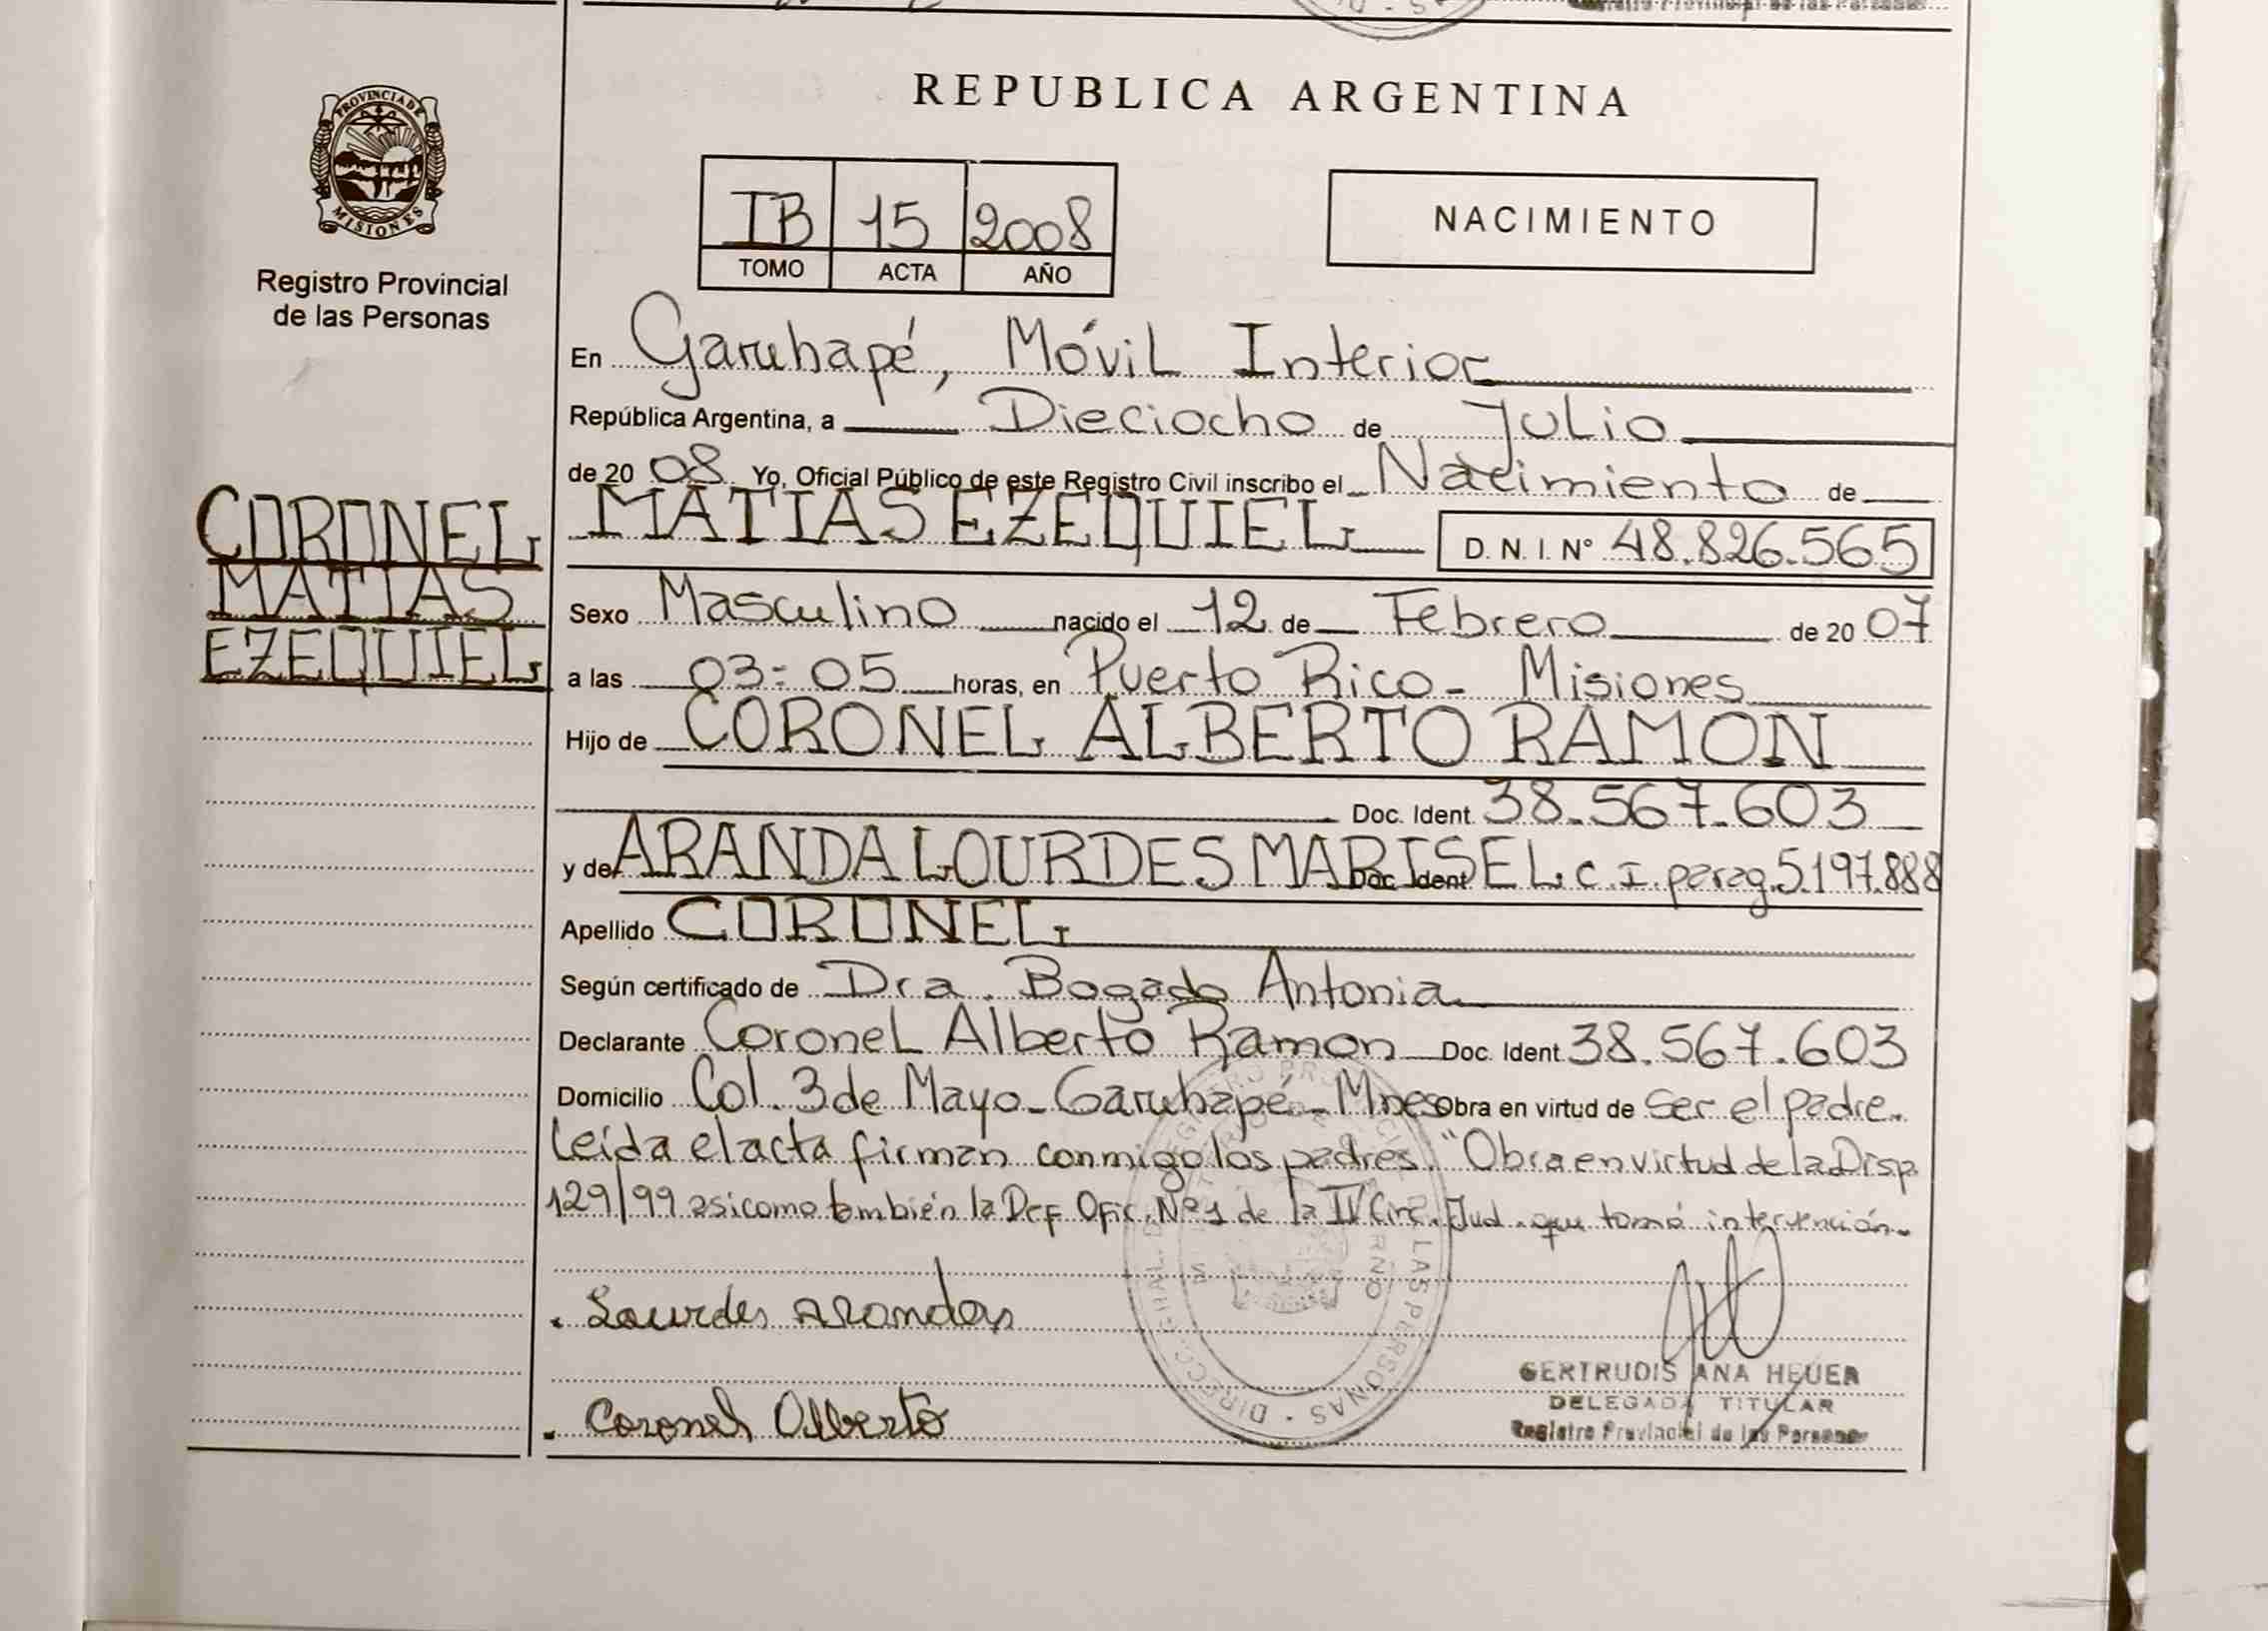 REPUBLICA ARGENTINA
PROVINCIA DE
MISIONES
Registro Provincial
de las Personas
IB 15 2008
TOMO ACTA AÑO
NACIMIENTO
En Garuhapé, Móvil Interior
República Argentina, a Dieciocho de Julio
de 20 08 Yo, Oficial Público de este Registro Civil inscribo el Nacimiento de
CORONEL
MATIAS
EZEQUIEL
MATIAS EZEQUIEL D. N. I. Nº 48.826.565
Sexo Masculino nacido el 12 de Febrero de 20 07
a las 03:05 horas, en Puerto Rico - Misiones
Hijo de CORONEL ALBERTO RAMON
Doc. Ident. 38.567.603
y de ARANDA LOURDES MARISEL Doc. Ident. C. I. parag. 5.197.888
Apellido CORONEL
Según certificado de Dra. Bogado Antonia
Declarante Coronel Alberto Ramon Doc. Ident. 38.567.603
Domicilio Col. 3 de Mayo - Garuhapé - Mnes Obra en virtud de ser el padre.
Leída el acta firman conmigo los padres. "Obra en virtud de la Disp
129/99 asi como también la Def. Ofic. Nº 1 de la IV Circ. Jud. que tomó intervención.
Lourdes Aranda
Coronel Alberto
GERTRUDIS ANA HEUER
DELEGADA TITULAR
Registro Provincial de las Personas